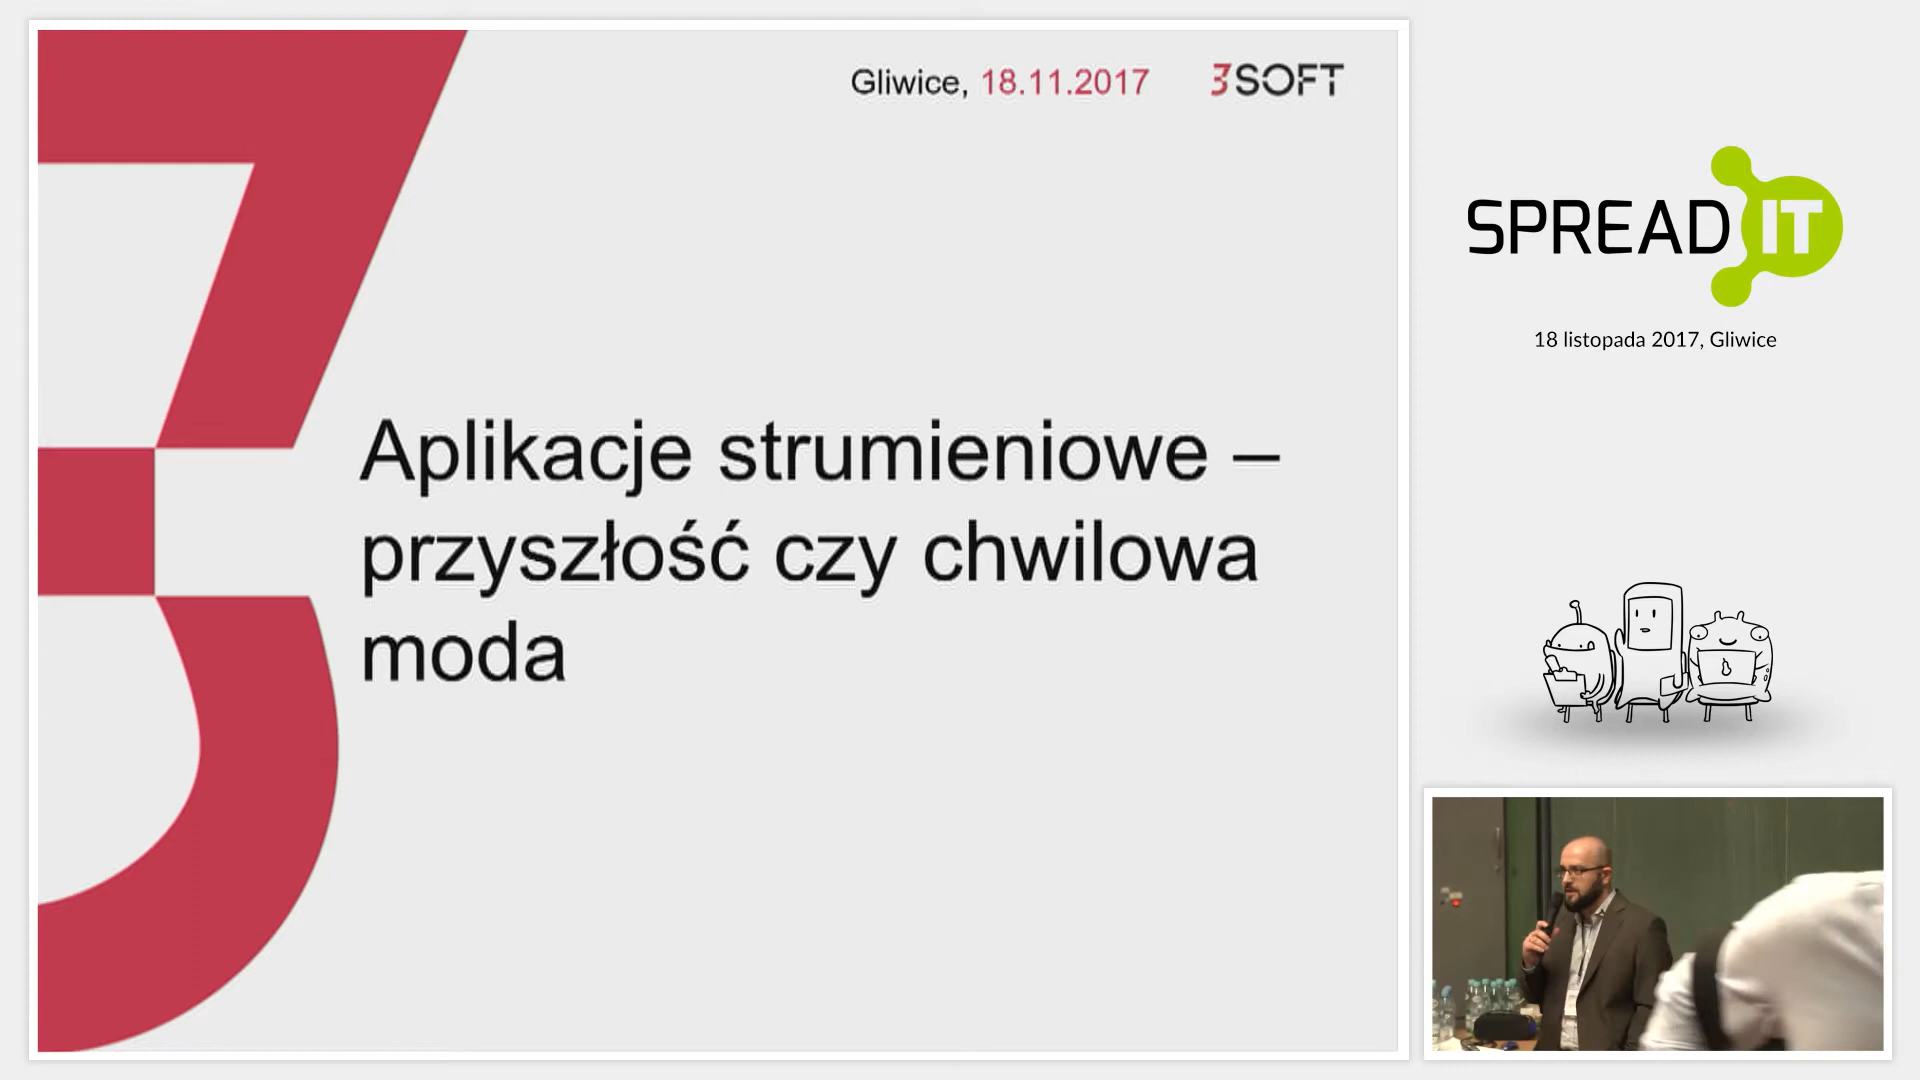 Gliwice, 18.11.2017
3SOFT
Aplikacje strumieniowe –
przyszłość czy chwilowa
moda
SPREAD IT
18 listopada 2017, Gliwice